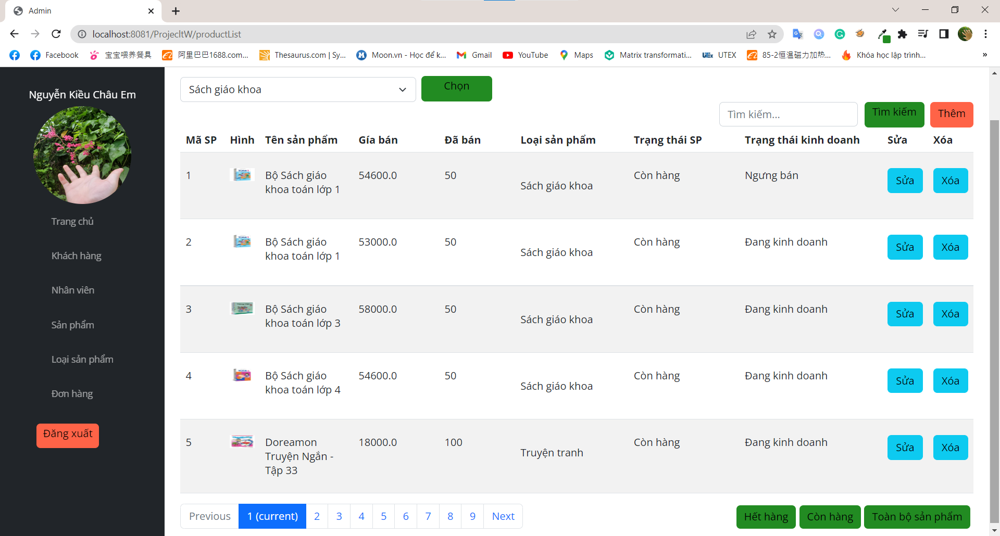 Admin
localhost:8081/ProjecltW/productList
Facebook
宝宝喂养餐具
阿里巴巴1688.com...
Thesaurus.com | Sy...
Moon.vn - Học để k...
Gmail
YouTube
Maps
Matrix transformati...
UTEX
85-2恒温磁力加热...
Khóa học lập trình...
»
Nguyễn Kiều Châu Em
Trang chủ
Khách hàng
Nhân viên
Sản phẩm
Loại sản phẩm
Đơn hàng
Đăng xuất
Sách giáo khoa
Chọn
Tìm kiếm...
Tìm kiếm
Thêm
Mã SP Hình Tên sản phẩm Gía bán Đã bán Loại sản phẩm Trạng thái SP Trạng thái kinh doanh Sửa Xóa
1 Bộ Sách giáo 54600.0 50 Còn hàng Ngưng bán Sửa Xóa
khoa toán lớp 1 Sách giáo khoa
2 Bộ Sách giáo 53000.0 50 Còn hàng Đang kinh doanh Sửa Xóa
khoa toán lớp 1 Sách giáo khoa
3 Bộ Sách giáo 58000.0 50 Còn hàng Đang kinh doanh Sửa Xóa
khoa toán lớp 3 Sách giáo khoa
4 Bộ Sách giáo 54600.0 50 Còn hàng Đang kinh doanh Sửa Xóa
khoa toán lớp 4 Sách giáo khoa
5 Doreamon 18000.0 100 Còn hàng Đang kinh doanh Sửa Xóa
Truyện Ngắn - Truyện tranh
Tập 33
Previous 1 (current) 2 3 4 5 6 7 8 9 Next
Hết hàng Còn hàng Toàn bộ sản phẩm